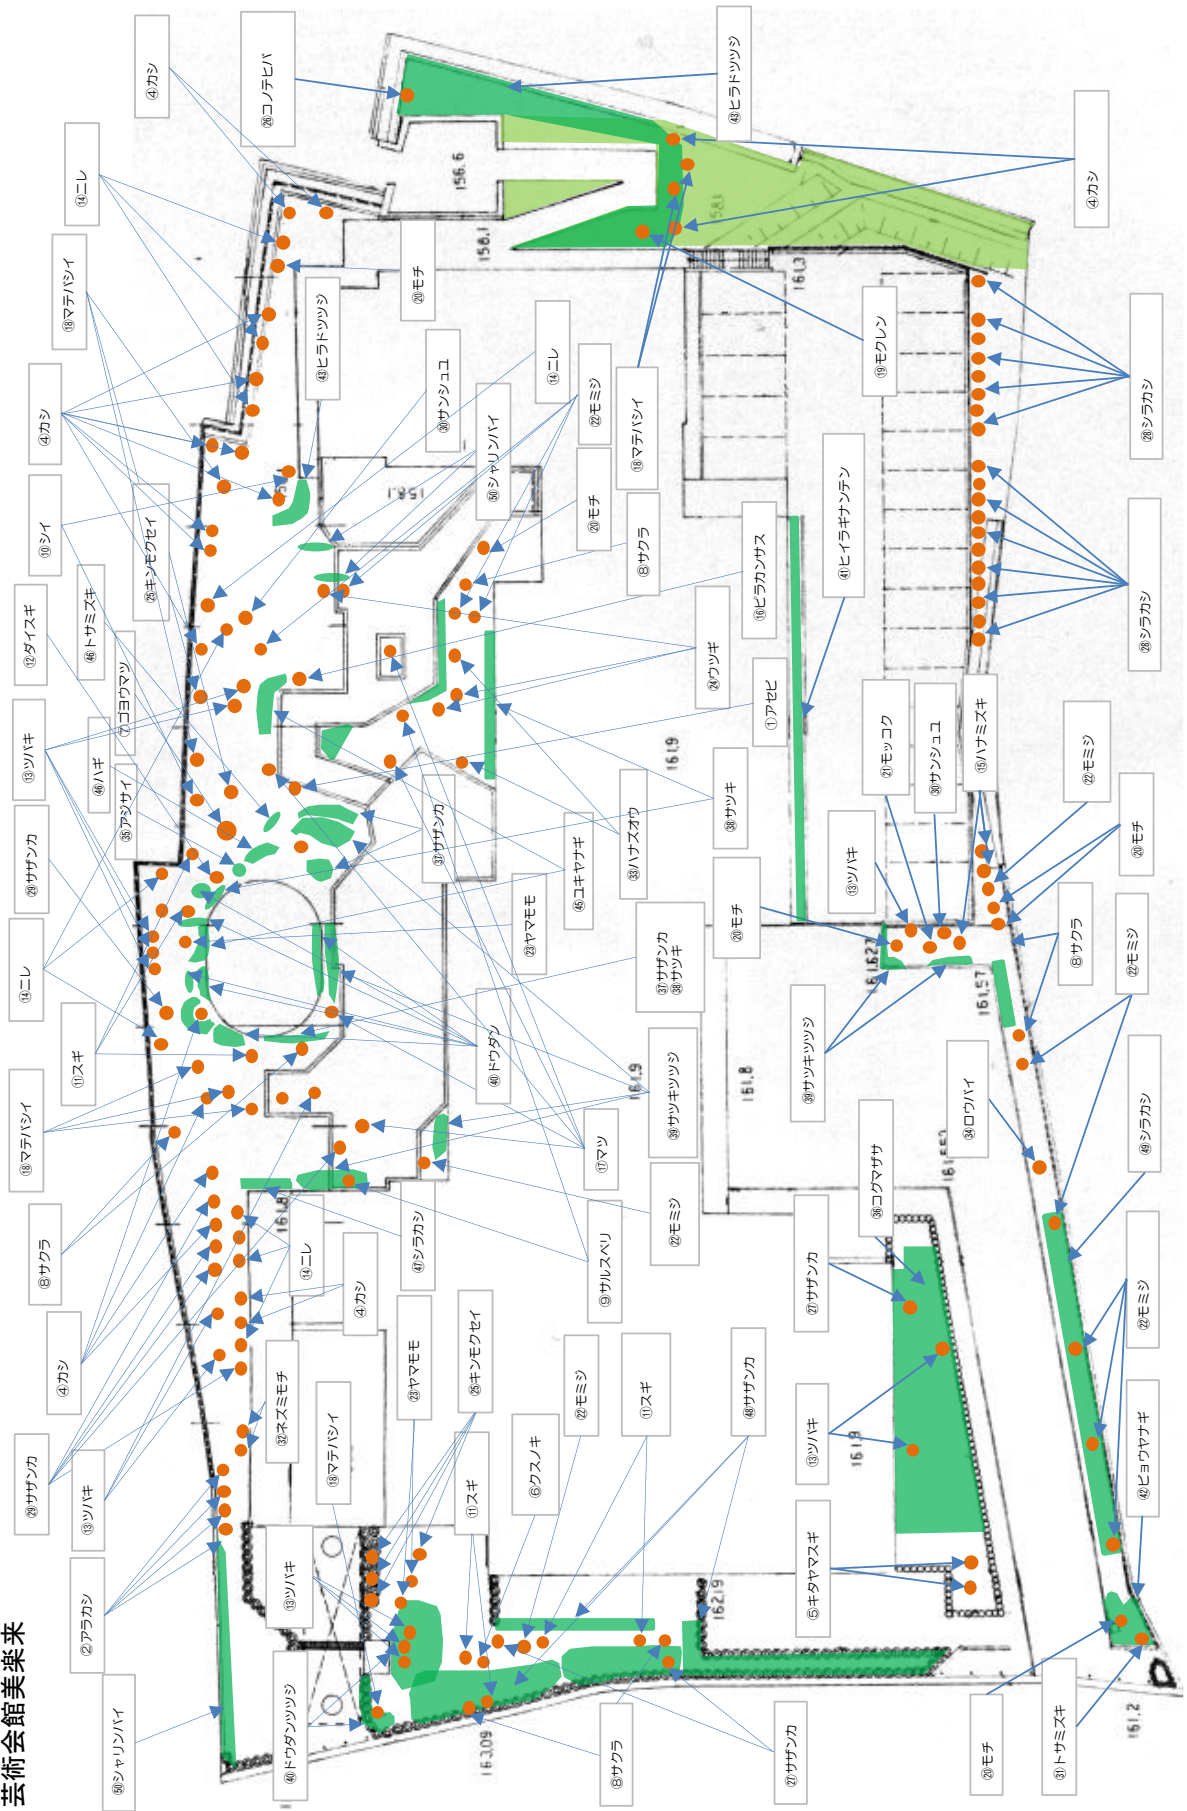 芸術会館美楽来
㉙サザンカ
⑧サクラ
⑱マテバシイ
⑭ニレ
㉙サザンカ
⑬ツバキ
⑫ダイスギ
⑩シイ
④カシ
⑱マテバシイ
⑭ニレ
④カシ
㊿シャリンバイ
②アラカシ
⑬ツバキ
④カシ
⑪スギ
㉟アジサイ
㊻ハギ
⑦ゴヨウマツ
㊻トサミズキ
㉕キンモクセイ
㉖コノテヒバ
㊵ドウダンツツジ
⑬ツバキ
㉜ネズミモチ
161.8
⑭ニレ
㊸ヒラドツツジ
⑱マテバシイ
④カシ
158.1
⑳モチ
㉓ヤマモモ
㊼シラカシ
㊲サザンカ
㉚サンシュユ
156.6
163.09
⑪スギ
㉕キンモクセイ
㊵ドウダン
㊿シャリンバイ
158.1
⑥クスノキ
㉓ヤマモモ
⑭ニレ
⑧サクラ
㉒モミジ
⑨サルスベリ
⑰マツ
㊺ユキヤナギ
⑳モチ
㉒モミジ
⑪スギ
161.9
㉝ハナズオウ
⑧サクラ
⑱マテバシイ
㉒モミジ
㊴サツキツツジ
㊲サザンカ
㊳サツキ
161.9
㉔ウツギ
162.19
158.1
㊽サザンカ
161.8
⑳モチ
㊳サツキ
⑯ピラカンサス
㊸ヒラドツツジ
㉗サザンカ
①アセビ
161.3
⑬ツバキ
㉗サザンカ
㊴サツキツツジ
⑤キタヤマスギ
161.9
⑬ツバキ
㊶ヒイラギナンテン
161.62
㊱コグマザサ
㉑モッコク
⑲モクレン
㉚サンシュユ
⑳モチ
㉞ロウバイ
161.57
⑮ハナミズキ
㉛トサミズキ
⑧サクラ
㉒モミジ
④カシ
161.2
㊷ビョウヤナギ
㉒モミジ
㊾シラカシ
㉒モミジ
⑳モチ
㉘シラカシ
㉘シラカシ